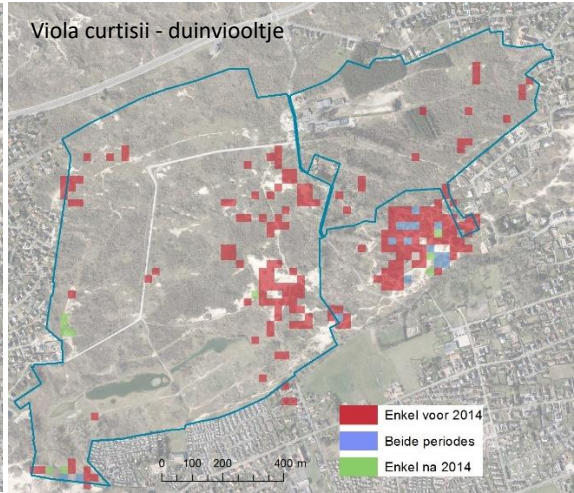 Viola curtisii - duinviooltje
Enkel voor 2014
Beide periodes
Enkel na 2014
0 100 200 400 m